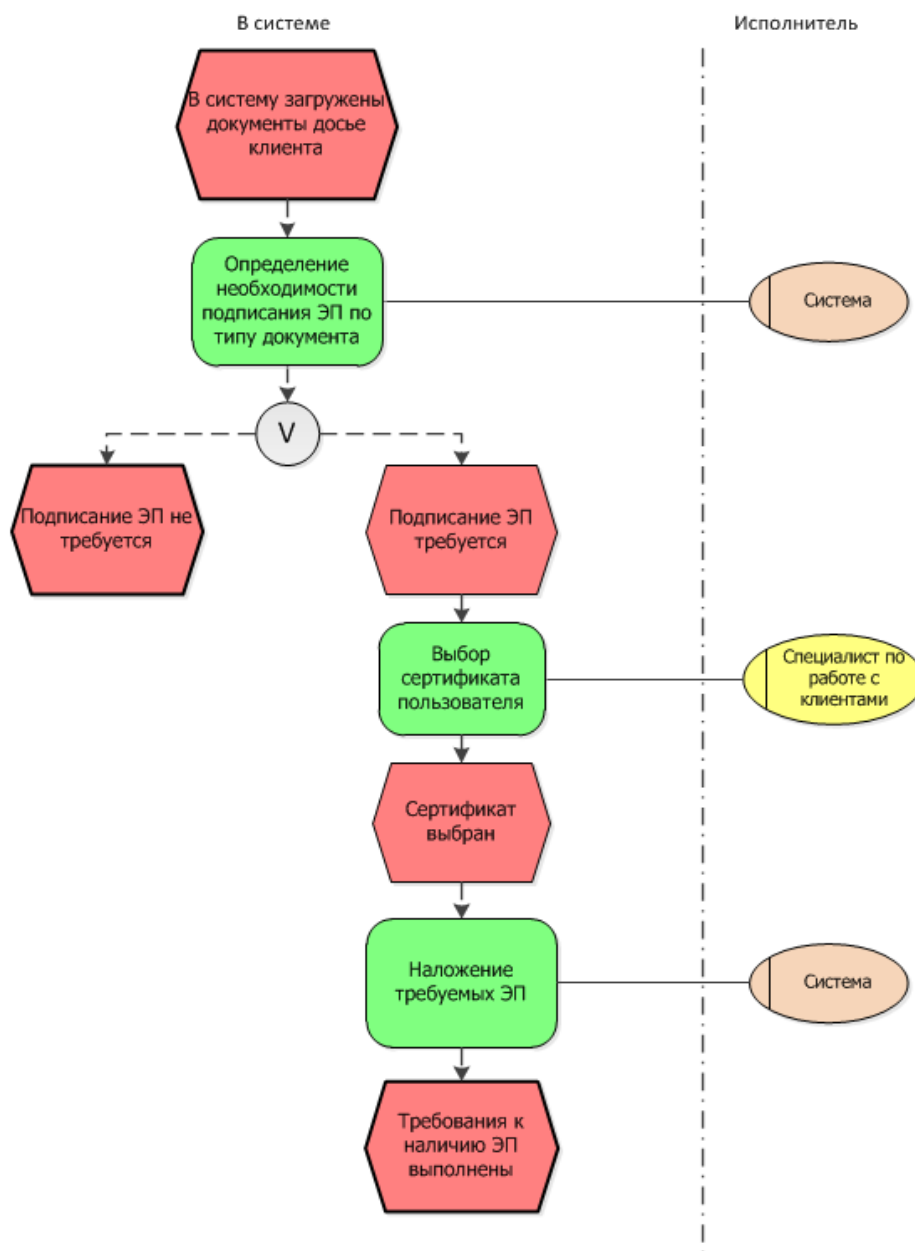 В системе
Исполнитель
В систему загружены
документы досье
клиента
Определение
необходимости
подписания ЭП по
типу документа
Система
V
Подписание ЭП не
требуется
Подписание ЭП
требуется
Выбор
сертификата
пользователя
Специалист по
работе с
клиентами
Сертификат
выбран
Наложение
требуемых ЭП
Система
Требования к
наличию ЭП
выполнены